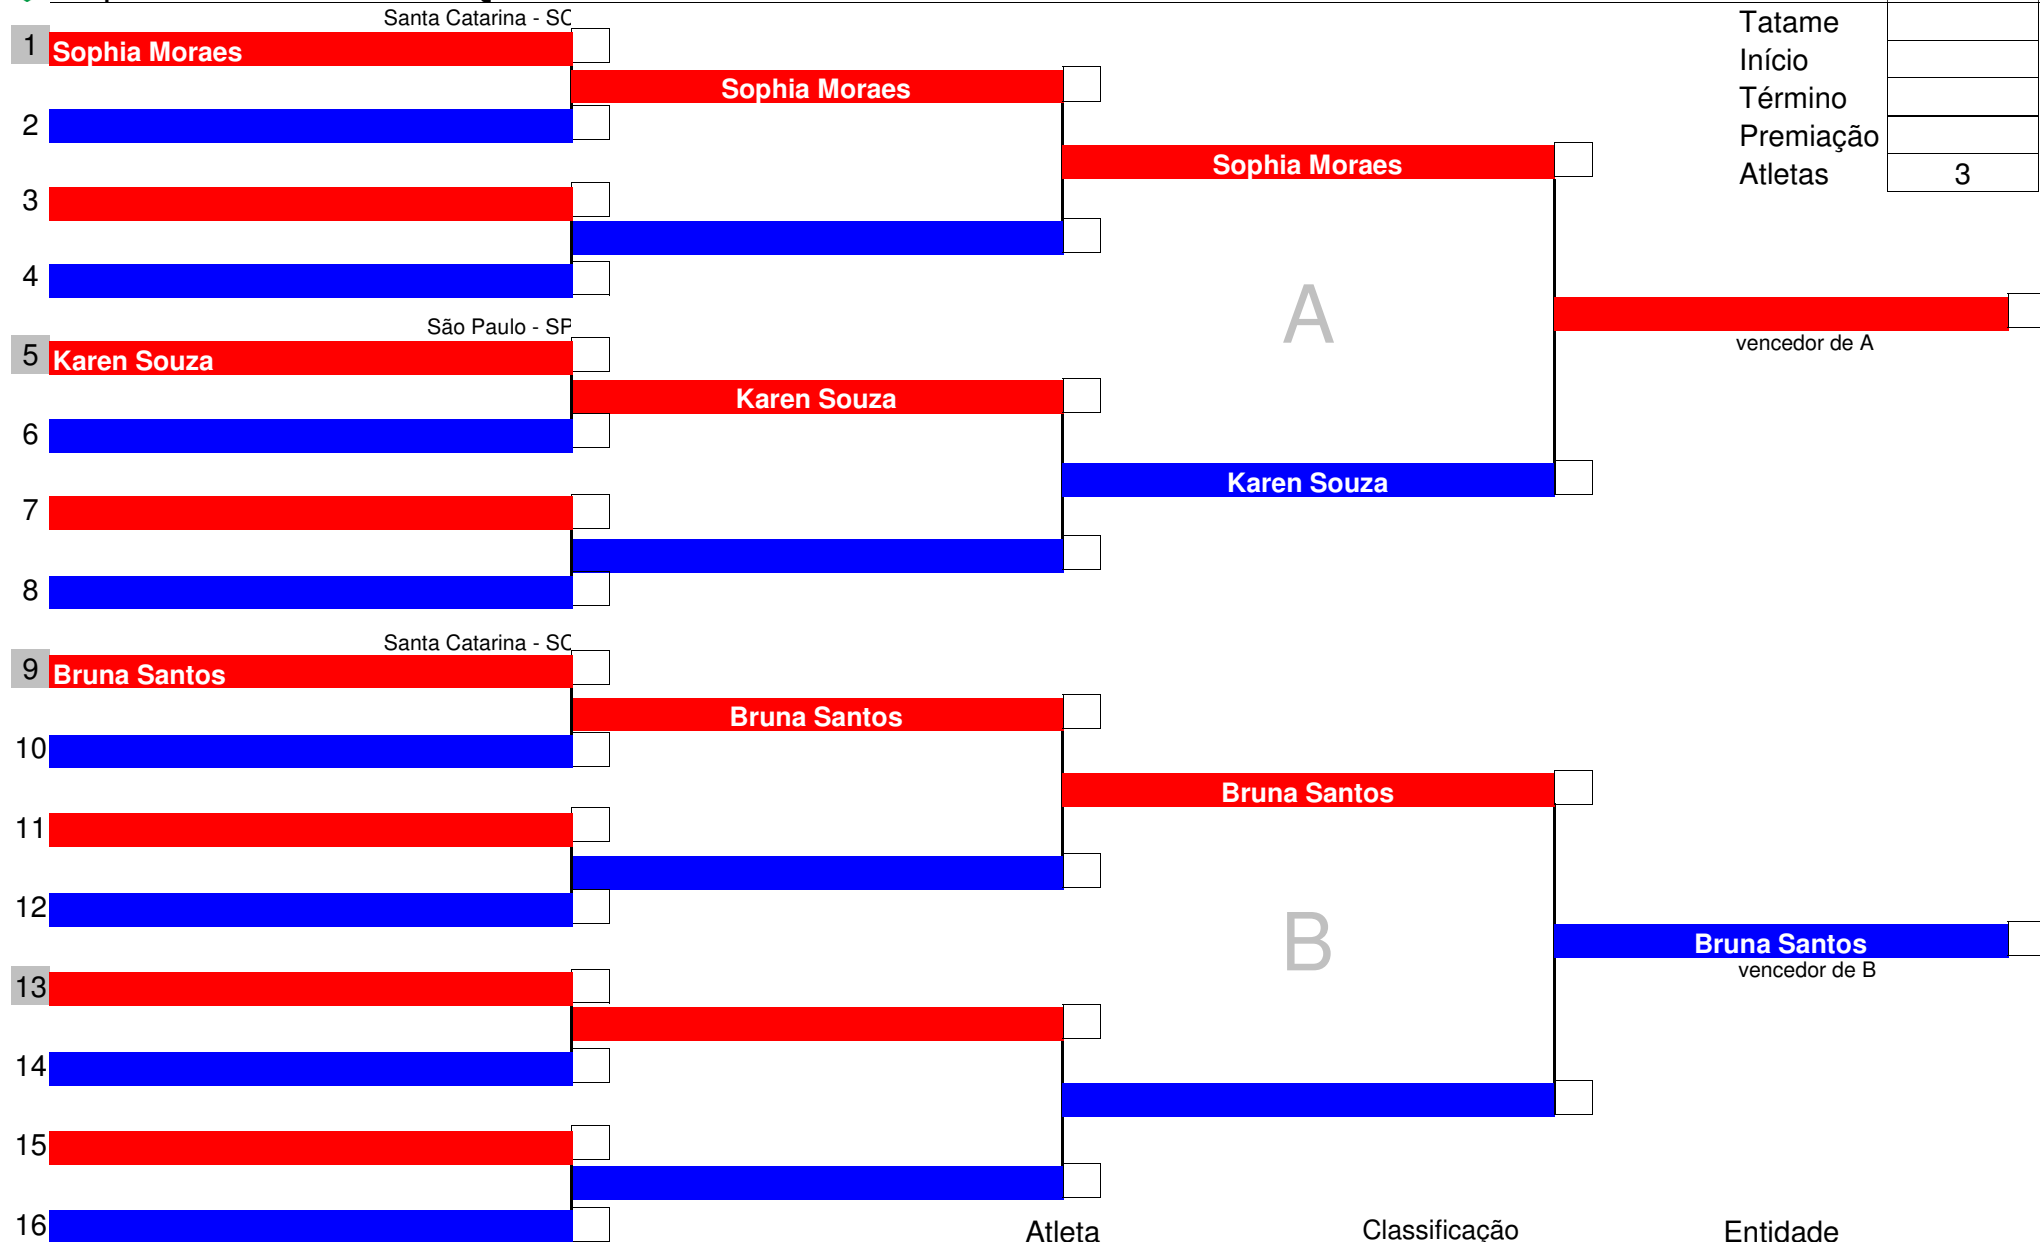 Santa Catarina - SC
1 Sophia Moraes
Sophia Moraes
2
Sophia Moraes
3
4
São Paulo - SP
5 Karen Souza
Karen Souza
6
Karen Souza
7
8
A
vencedor de A
Santa Catarina - SC
9 Bruna Santos
Bruna Santos
10
Bruna Santos
11
12
B
Bruna Santos
vencedor de B
13
14
15
16
Tatame
Início
Término
Premiação
Atletas 3
Atleta Classificação Entidade